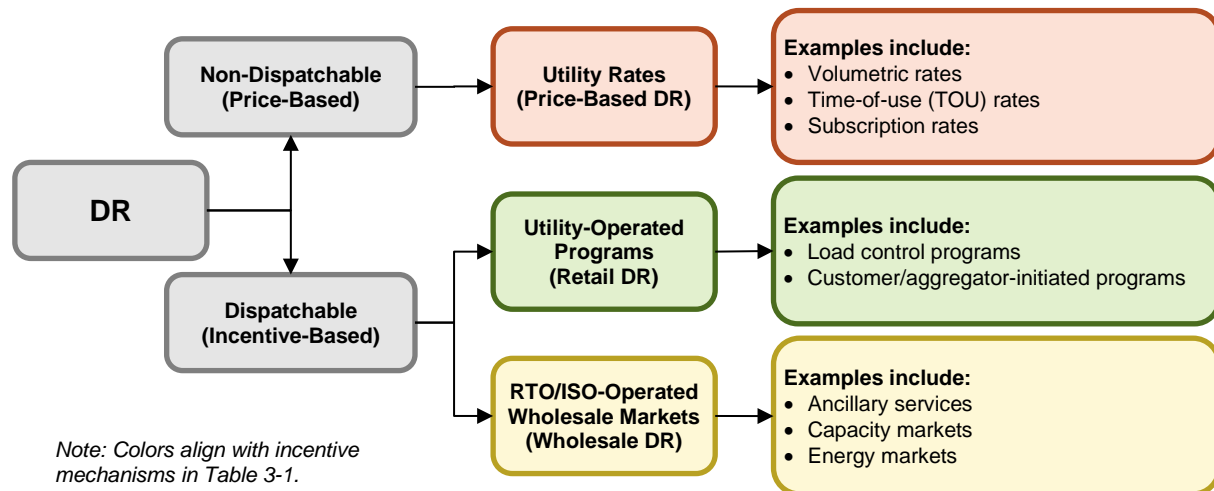 DR
Non-Dispatchable
(Price-Based)
Utility Rates
(Price-Based DR)
Examples include:
• Volumetric rates
• Time-of-use (TOU) rates
• Subscription rates
Dispatchable
(Incentive-Based)
Utility-Operated
Programs
(Retail DR)
Examples include:
• Load control programs
• Customer/aggregator-initiated programs
RTO/ISO-Operated
Wholesale Markets
(Wholesale DR)
Examples include:
• Ancillary services
• Capacity markets
• Energy markets
Note: Colors align with incentive
mechanisms in Table 3-1.